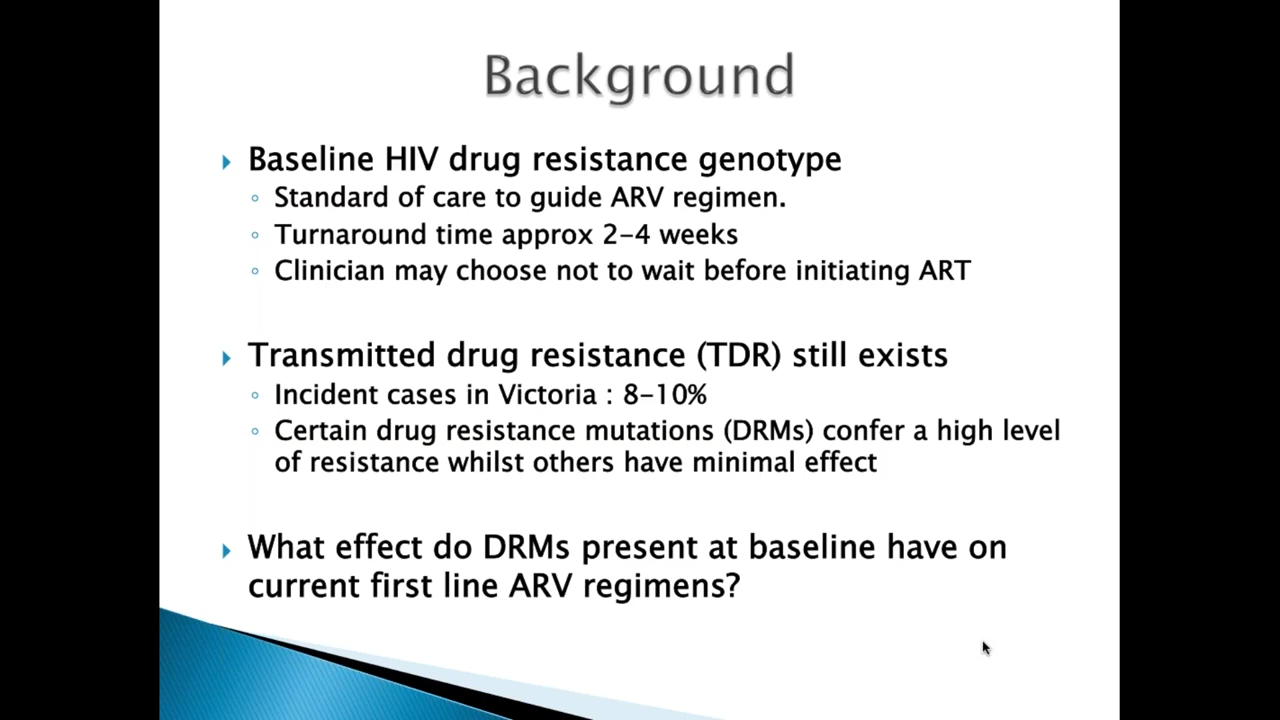 Background
Baseline HIV drug resistance genotype
Standard of care to guide ARV regimen.
Turnaround time approx 2-4 weeks
Clinician may choose not to wait before initiating ART
Transmitted drug resistance (TDR) still exists
Incident cases in Victoria : 8-10%
Certain drug resistance mutations (DRMs) confer a high level
of resistance whilst others have minimal effect
What effect do DRMs present at baseline have on
current first line ARV regimens?